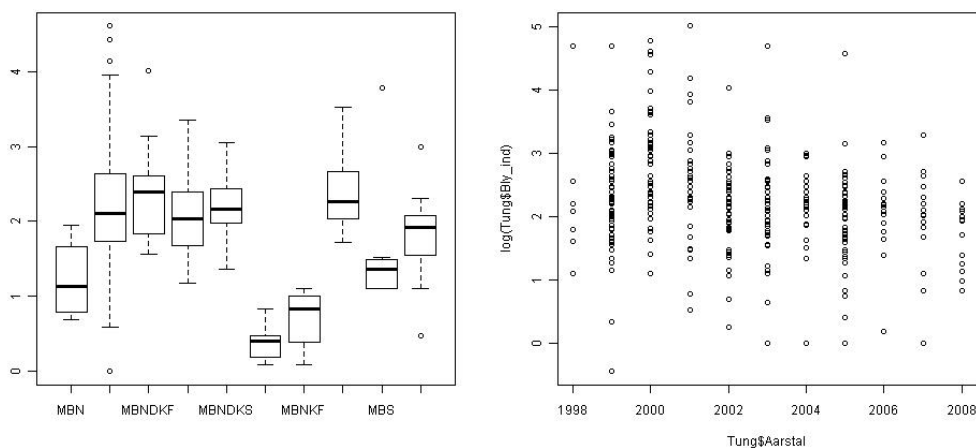 4
3
2
1
0
MBN MBNDKF MBNDKS MBNKF MBS
log(Tung$Bly_ind)
5
4
3
2
1
0
1998 2000 2002 2004 2006 2008
Tung$Aarstal